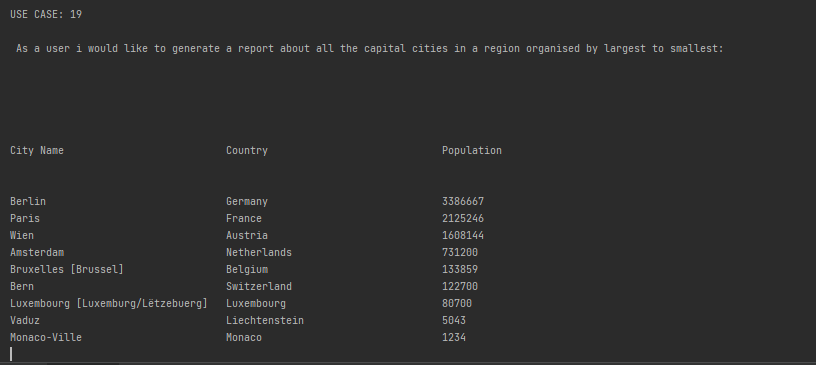 USE CASE: 19
As a user i would like to generate a report about all the capital cities in a region organised by largest to smallest:
City Name Country Population
Berlin Germany 3386667
Paris France 2125246
Wien Austria 1608144
Amsterdam Netherlands 731200
Bruxelles [Brussel] Belgium 133859
Bern Switzerland 122700
Luxembourg [Luxemburg/Lëtzebuerg] Luxembourg 80700
Vaduz Liechtenstein 5043
Monaco-Ville Monaco 1234